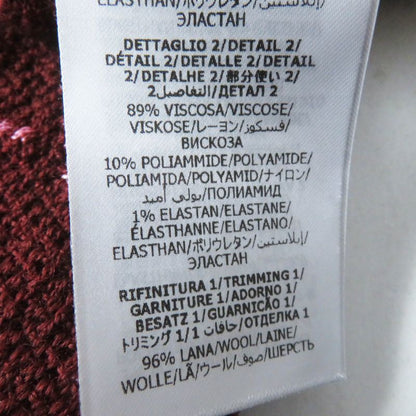 ELASTHAN/ポリウレタン/إيلاستين/
ЭЛАСТАН
DETTAGLIO 2/DETAIL 2/
DÉTAIL 2/DETALLE 2/DETAIL
2/DETALHE 2/部分使い 2/
2التفاصيل/ДЕТАЛ 2
89% VISCOSA/VISCOSE/
VISKOSE/レーヨン/فسكوز/
ВИСКОЗА
10% POLIAMMIDE/POLYAMIDE/
POLIAMIDA/POLYAMID/ナイロン/
بولي أميد/ПОЛИАМИД
1% ELASTAN/ELASTANE/
ÉLASTHANNE/ELASTANO/
ELASTHAN/ポリウレタン/إيلاستين/
ЭЛАСТАН
RIFINITURA 1/TRIMMING 1/
GARNITURE 1/ADORNO 1/
BESATZ 1/GUARNIÇÃO 1/
トリミング 1/حافات 1/ОТДЕЛКА 1
96% LANA/WOOL/LAINE/
WOLLE/LÃ/ウール/صوف/ШЕРСТЬ